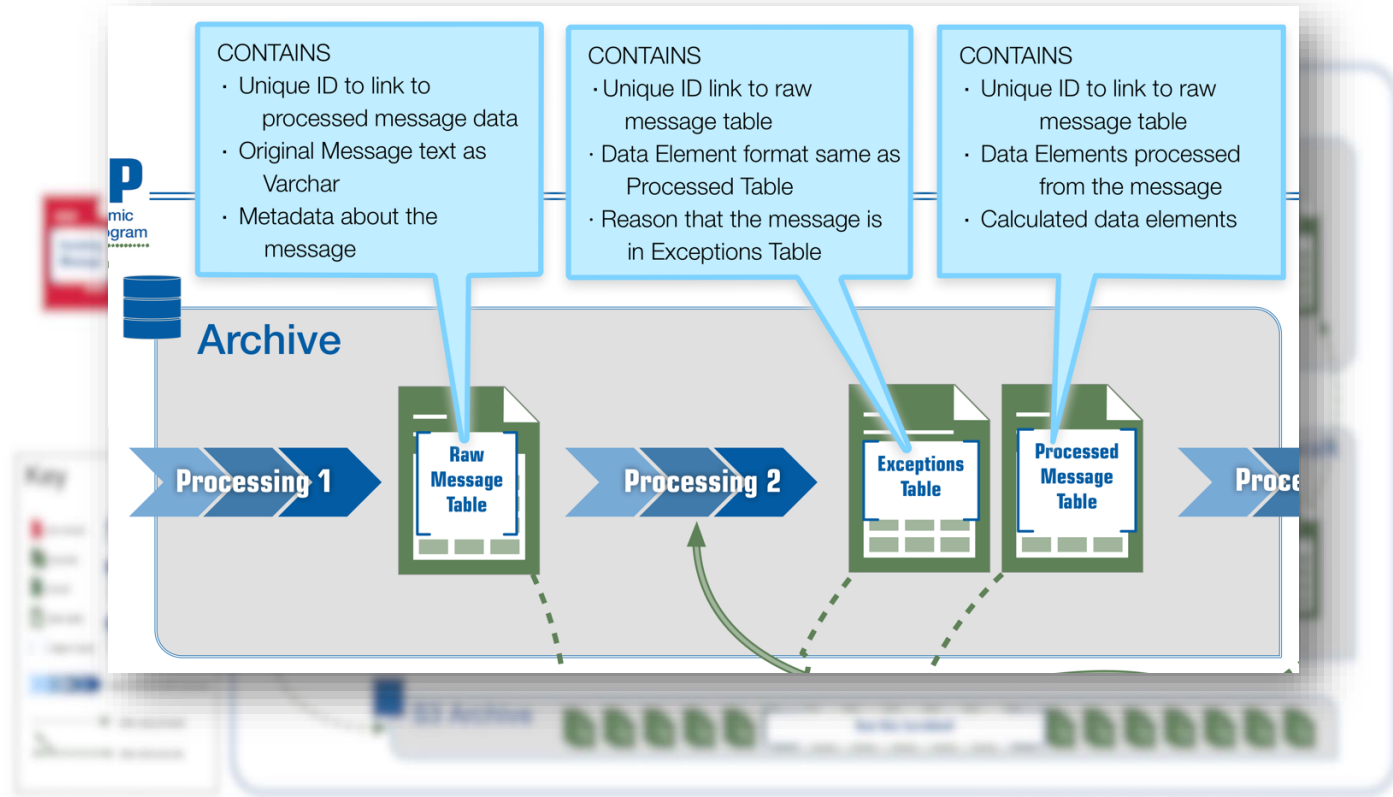 CONTAINS
· Unique ID to link to
processed message data
· Original Message text as
Varchar
· Metadata about the
message
CONTAINS
· Unique ID link to raw
message table
· Data Element format same as
Processed Table
· Reason that the message is
in Exceptions Table
CONTAINS
· Unique ID to link to raw
message table
· Data Elements processed
from the message
· Calculated data elements
P
mic
gram
Archive
Processing 1
Raw
Message
Table
Processing 2
Exceptions
Table
Processed
Message
Table
Proce
Key
S3 Archive